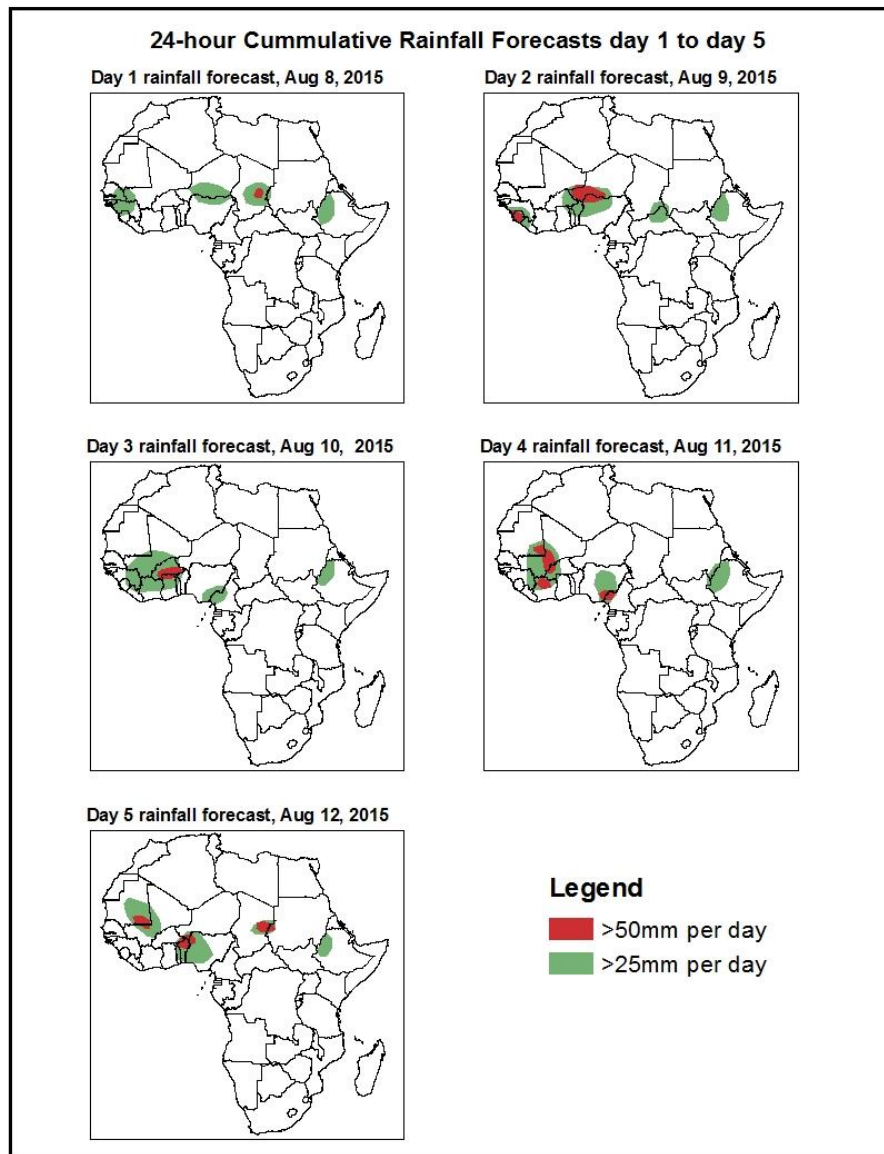 24-hour Cummulative Rainfall Forecasts day 1 to day 5
Day 1 rainfall forecast, Aug 8, 2015
Day 2 rainfall forecast, Aug 9, 2015
Day 3 rainfall forecast, Aug 10,  2015
Day 4 rainfall forecast, Aug 11, 2015
Day 5 rainfall forecast, Aug 12, 2015
Legend
>50mm per day
>25mm per day